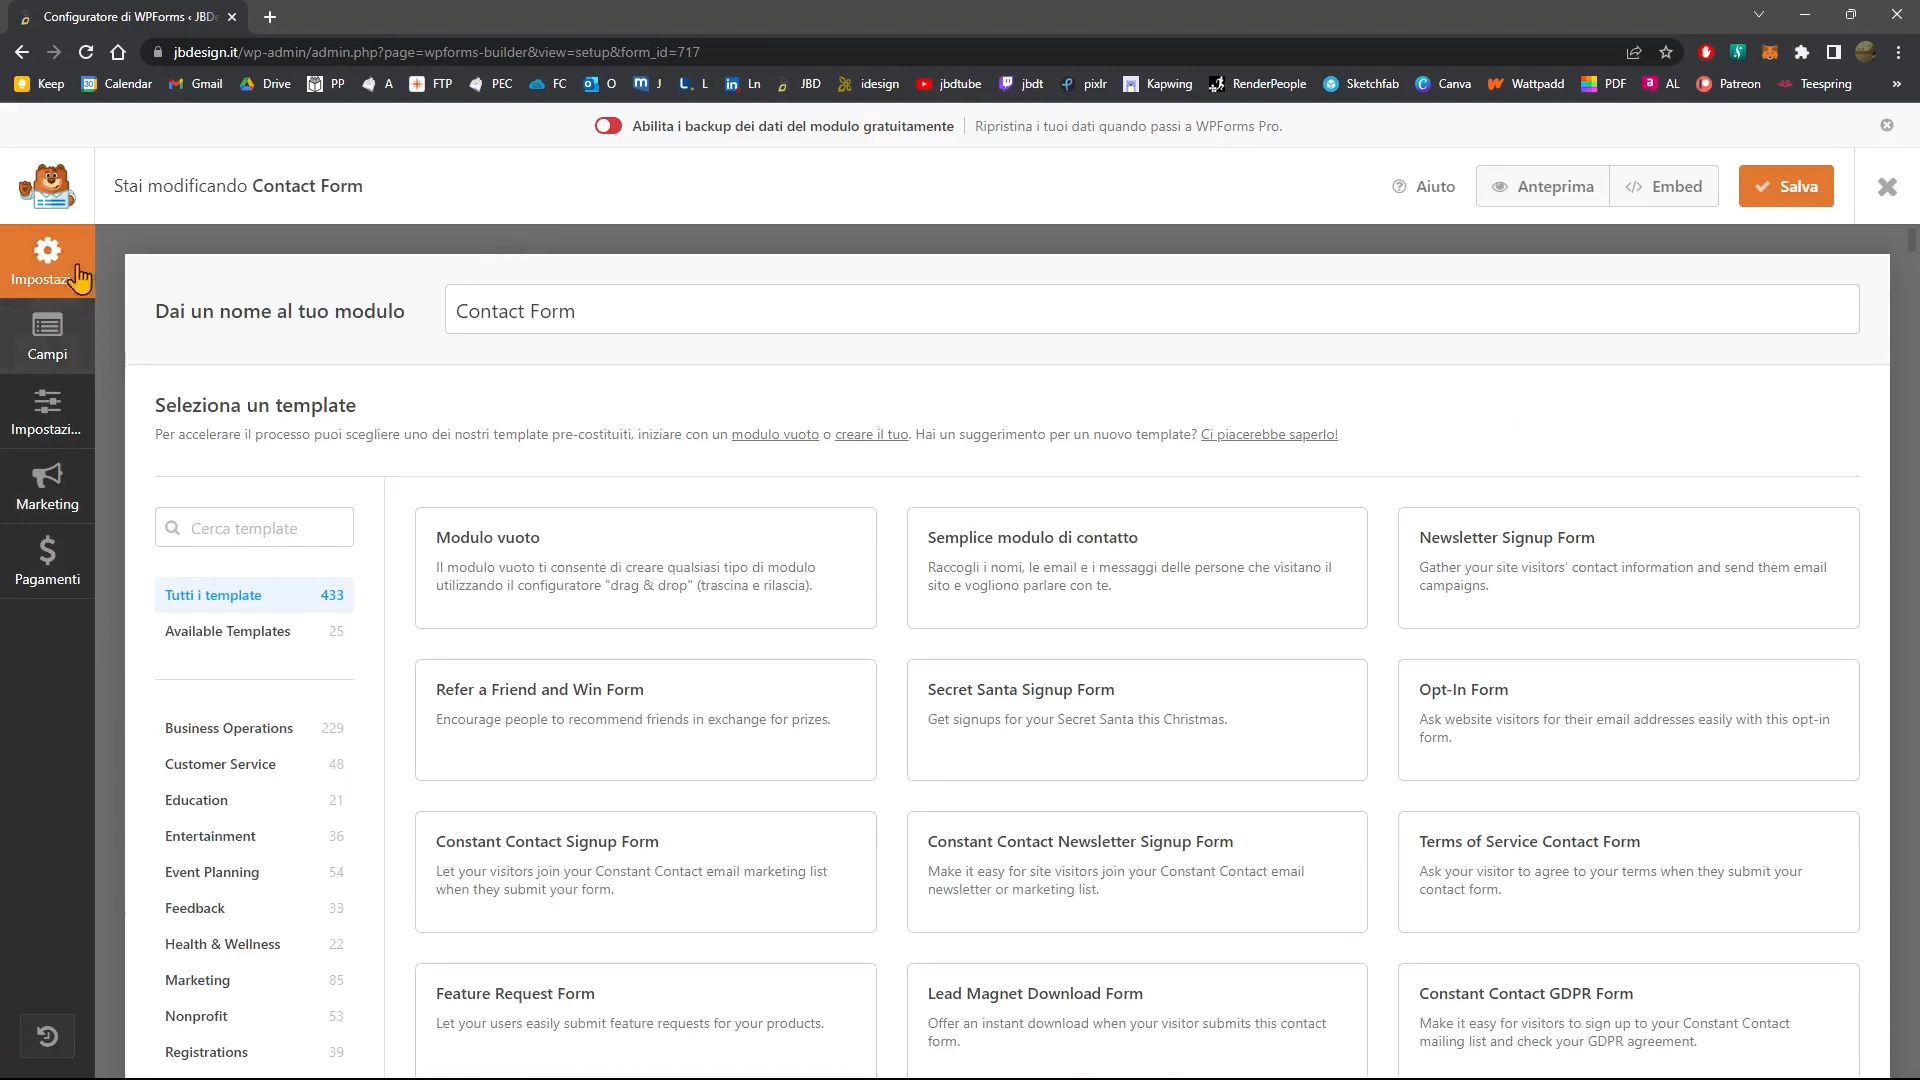 Configuratore di WPForms ‹ JBDe
jbdesign.it/wp-admin/admin.php?page=wpforms-builder&view=setup&form_id=717
Keep Calendar Gmail Drive PP A FTP PEC FC O J L Ln JBD idesign jbdtube jbdt pixlr Kapwing RenderPeople Sketchfab Canva Wattpadd PDF AL Patreon Teespring »
Abilita i backup dei dati del modulo gratuitamente Ripristina i tuoi dati quando passi a WPForms Pro.
Stai modificando Contact Form
Aiuto
Anteprima
Embed
Salva
Impostazi
Campi
Impostazi...
Marketing
Pagamenti
Dai un nome al tuo modulo
Contact Form
Seleziona un template
Per accelerare il processo puoi scegliere uno dei nostri template pre-costituiti, iniziare con un modulo vuoto o creare il tuo. Hai un suggerimento per un nuovo template? Ci piacerebbe saperlo!
Cerca template
Tutti i template 433
Available Templates 25
Business Operations 229
Customer Service 48
Education 21
Entertainment 36
Event Planning 54
Feedback 33
Health & Wellness 22
Marketing 85
Nonprofit 53
Registrations 39
Modulo vuoto
Il modulo vuoto ti consente di creare qualsiasi tipo di modulo
utilizzando il configuratore "drag & drop" (trascina e rilascia).
Semplice modulo di contatto
Raccogli i nomi, le email e i messaggi delle persone che visitano il
sito e vogliono parlare con te.
Newsletter Signup Form
Gather your site visitors' contact information and send them email
campaigns.
Refer a Friend and Win Form
Encourage people to recommend friends in exchange for prizes.
Secret Santa Signup Form
Get signups for your Secret Santa this Christmas.
Opt-In Form
Ask website visitors for their email addresses easily with this opt-in
form.
Constant Contact Signup Form
Let your visitors join your Constant Contact email marketing list
when they submit your form.
Constant Contact Newsletter Signup Form
Make it easy for site visitors join your Constant Contact email
newsletter or marketing list.
Terms of Service Contact Form
Ask your visitor to agree to your terms when they submit your
contact form.
Feature Request Form
Let your users easily submit feature requests for your products.
Lead Magnet Download Form
Offer an instant download when your visitor submits this contact
form.
Constant Contact GDPR Form
Make it easy for visitors to sign up to your Constant Contact
mailing list and check your GDPR agreement.